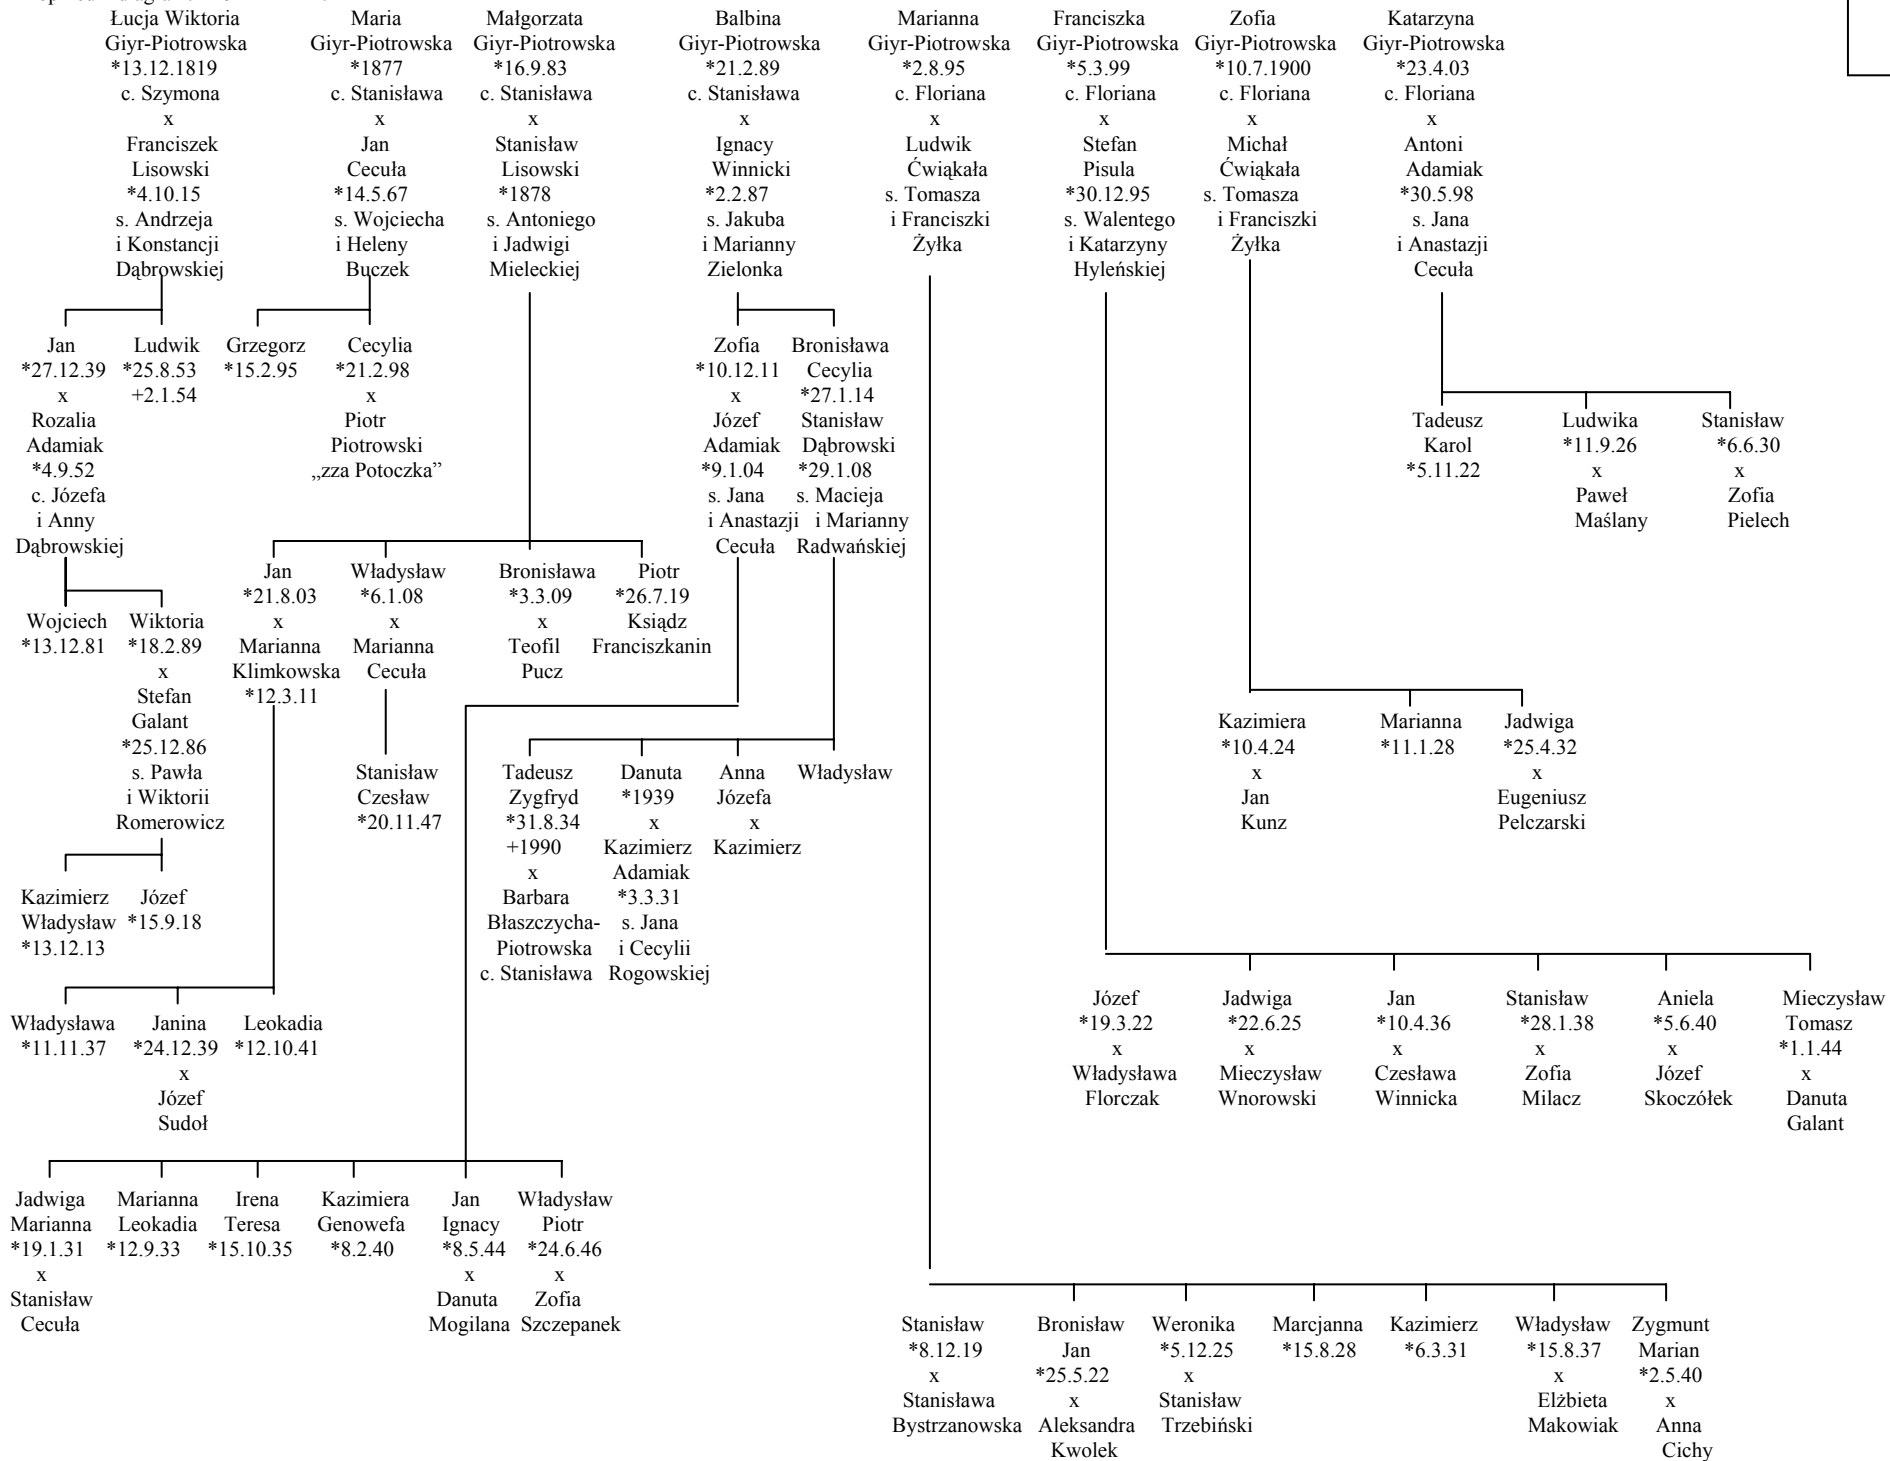 Łucja Wiktoria
Giyr-Piotrowska
*13.12.1819
c. Szymona
x
Franciszek
Lisowski
*4.10.15
s. Andrzeja
i Konstancji
Dąbrowskiej
Maria
Giyr-Piotrowska
*1877
c. Stanisława
x
Jan
Cecuła
*14.5.67
s. Wojciecha
i Heleny
Buczek
Małgorzata
Giyr-Piotrowska
*16.9.83
c. Stanisława
x
Stanisław
Lisowski
*1878
s. Antoniego
i Jadwigi
Mieleckiej
Balbina
Giyr-Piotrowska
*21.2.89
c. Stanisława
x
Ignacy
Winnicki
*2.2.87
s. Jakuba
i Marianny
Zielonka
Marianna
Giyr-Piotrowska
*2.8.95
c. Floriana
x
Ludwik
Ćwiąkała
s. Tomasza
i Franciszki
Żyłka
Franciszka
Giyr-Piotrowska
*5.3.99
c. Floriana
x
Stefan
Pisula
*30.12.95
s. Walentego
i Katarzyny
Hyleńskiej
Zofia
Giyr-Piotrowska
*10.7.1900
c. Floriana
x
Michał
Ćwiąkała
s. Tomasza
i Franciszki
Żyłka
Katarzyna
Giyr-Piotrowska
*23.4.03
c. Floriana
x
Antoni
Adamiak
*30.5.98
s. Jana
i Anastazji
Cecuła
Jan
*27.12.39
x
Rozalia
Adamiak
*4.9.52
c. Józefa
i Anny
Dąbrowskiej
Ludwik
*25.8.53
+2.1.54
Grzegorz
*15.2.95
Cecylia
*21.2.98
x
Piotr
Piotrowski
„zza Potoczka”
Zofia
*10.12.11
x
Józef
Adamiak
*9.1.04
s. Jana
i Anastazji
Cecuła
Bronisława
Cecylia
*27.1.14
Stanisław
Dąbrowski
*29.1.08
s. Macieja
i Marianny
Radwańskiej
Tadeusz
Karol
*5.11.22
Ludwika
*11.9.26
x
Paweł
Maślany
Stanisław
*6.6.30
x
Zofia
Pielech
Wojciech
*13.12.81
Wiktoria
*18.2.89
x
Stefan
Galant
*25.12.86
s. Pawła
i Wiktorii
Romerowicz
Jan
*21.8.03
x
Marianna
Klimkowska
*12.3.11
Władysław
*6.1.08
x
Marianna
Cecuła
Bronisława
*3.3.09
x
Teofil
Pucz
Piotr
*26.7.19
Ksiądz
Franciszkanin
Kazimiera
*10.4.24
x
Jan
Kunz
Marianna
*11.1.28
Jadwiga
*25.4.32
x
Eugeniusz
Pelczarski
Stanisław
Czesław
*20.11.47
Tadeusz
Zygfryd
*31.8.34
+1990
x
Barbara
Błaszczycha-
Piotrowska
c. Stanisława
Danuta
*1939
x
Kazimierz
Adamiak
*3.3.31
s. Jana
i Cecylii
Rogowskiej
Anna
Józefa
x
Kazimierz
Władysław
Kazimierz
Władysław
*13.12.13
Józef
*15.9.18
Władysława
*11.11.37
Janina
*24.12.39
x
Józef
Sudoł
Leokadia
*12.10.41
Józef
*19.3.22
x
Władysława
Florczak
Jadwiga
*22.6.25
x
Mieczysław
Wnorowski
Jan
*10.4.36
x
Czesława
Winnicka
Stanisław
*28.1.38
x
Zofia
Milacz
Aniela
*5.6.40
x
Józef
Skoczółek
Mieczysław
Tomasz
*1.1.44
x
Danuta
Galant
Jadwiga
Marianna
*19.1.31
x
Stanisław
Cecuła
Marianna
Leokadia
*12.9.33
Irena
Teresa
*15.10.35
Kazimiera
Genowefa
*8.2.40
Jan
Ignacy
*8.5.44
x
Danuta
Mogilana
Władysław
Piotr
*24.6.46
x
Zofia
Szczepanek
Stanisław
*8.12.19
x
Stanisława
Bystrzanowska
Bronisław
Jan
*25.5.22
x
Aleksandra
Kwolek
Weronika
*5.12.25
x
Stanisław
Trzebiński
Marcjanna
*15.8.28
Kazimierz
*6.3.31
Władysław
*15.8.37
x
Elżbieta
Makowiak
Zygmunt
Marian
*2.5.40
x
Anna
Cichy